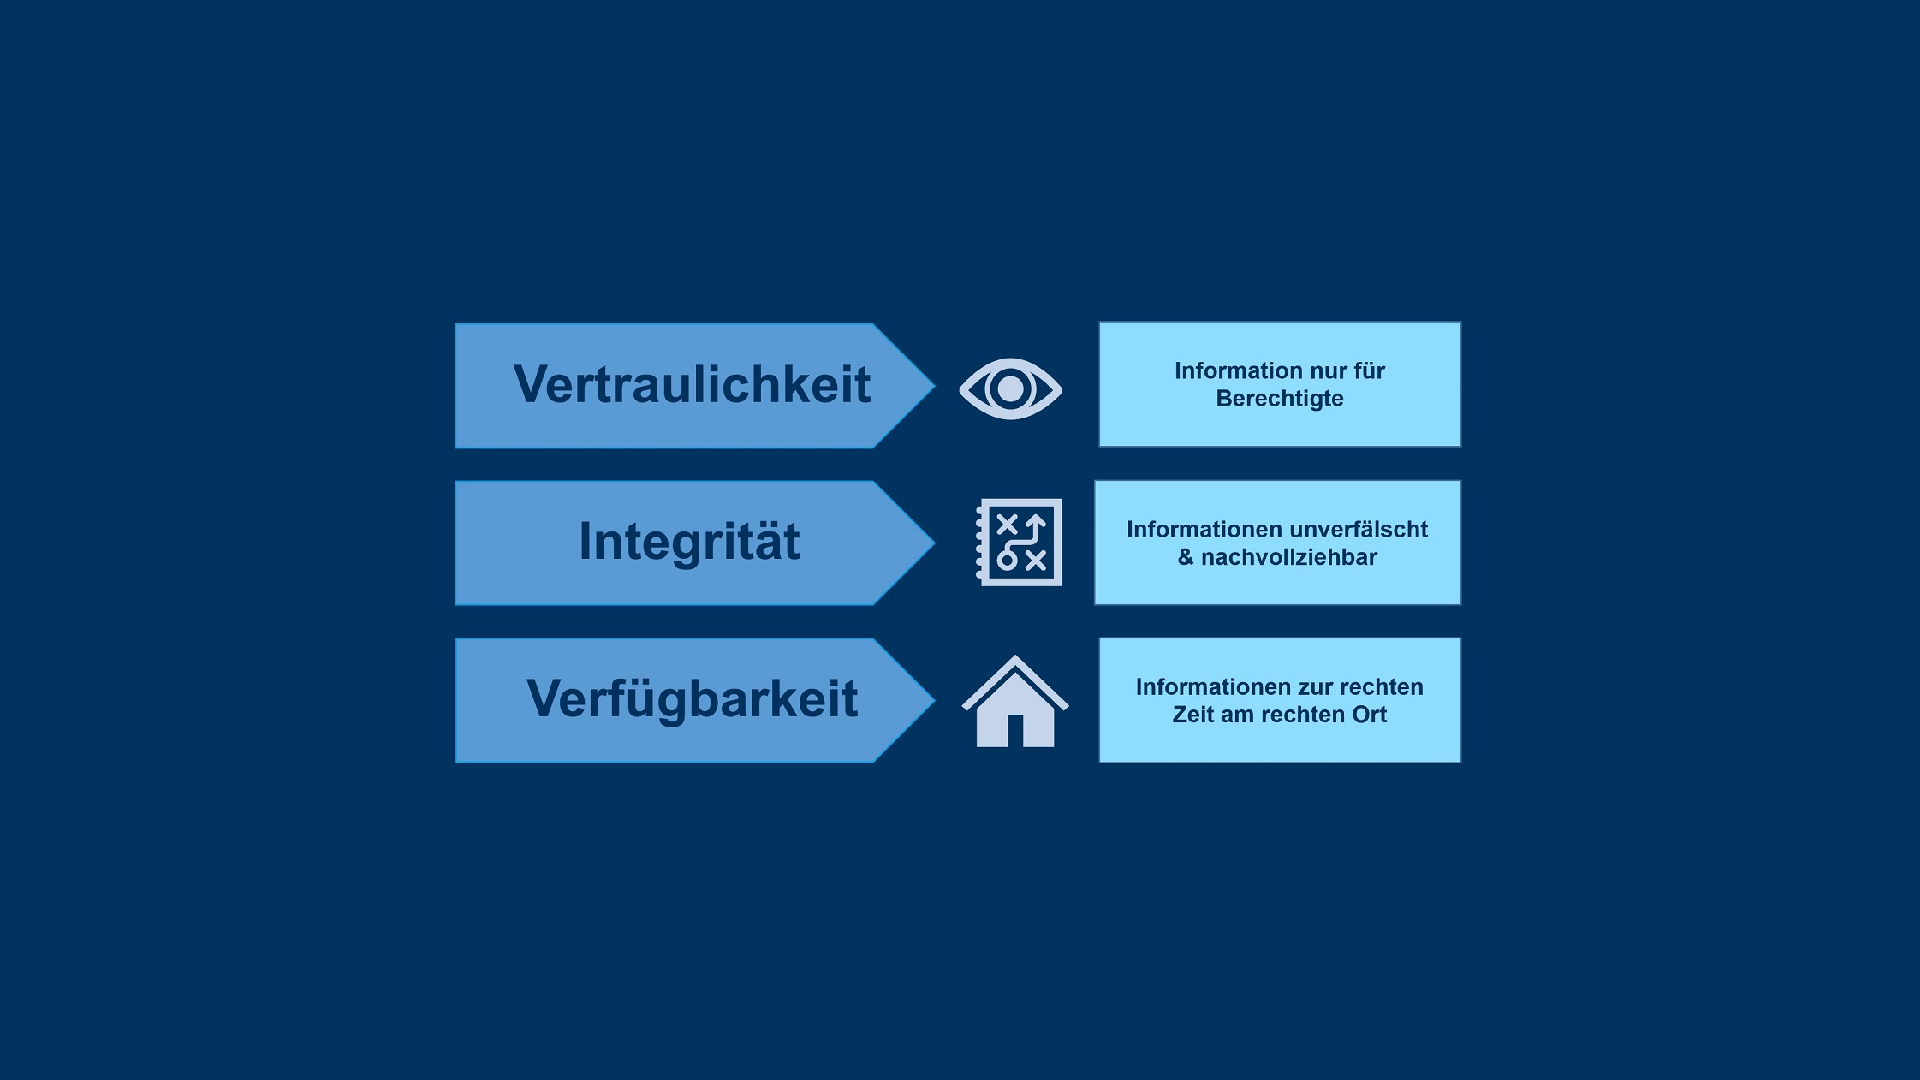 Vertraulichkeit
Information nur für
Berechtigte
Integrität
Informationen unverfälscht
& nachvollziehbar
Verfügbarkeit
Informationen zur rechten
Zeit am rechten Ort